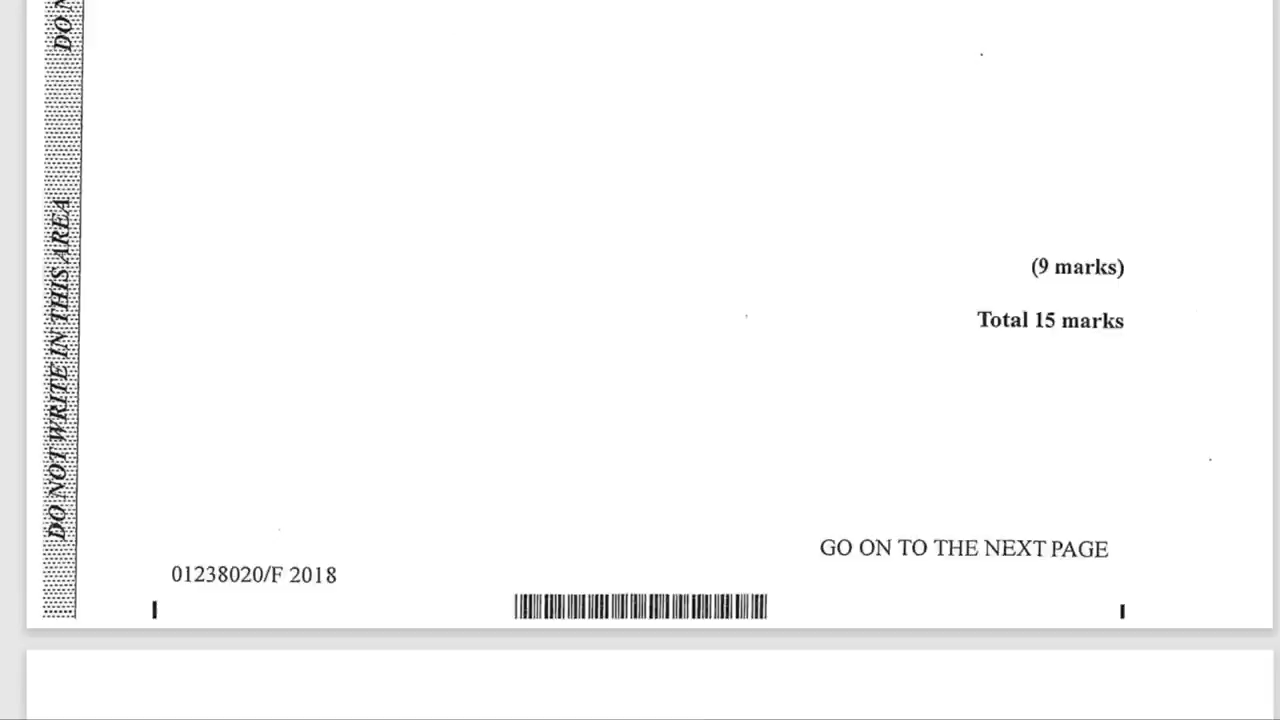 DO NOT WRITE IN THIS AREA
(9 marks)
Total 15 marks
GO ON TO THE NEXT PAGE
01238020/F 2018